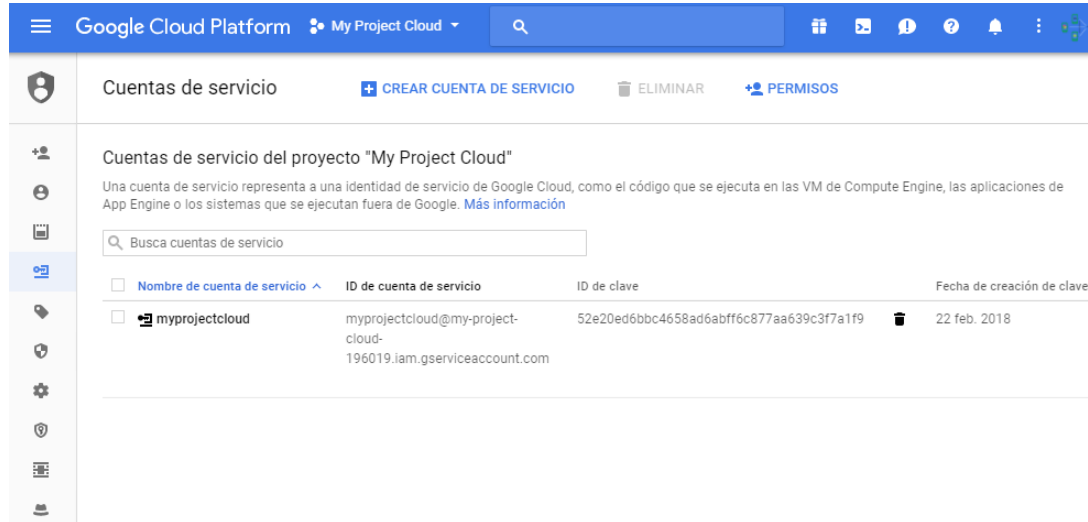 Google Cloud Platform My Project Cloud
Cuentas de servicio CREAR CUENTA DE SERVICIO ELIMINAR PERMISOS
Cuentas de servicio del proyecto "My Project Cloud"
Una cuenta de servicio representa a una identidad de servicio de Google Cloud, como el código que se ejecuta en las VM de Compute Engine, las aplicaciones de
App Engine o los sistemas que se ejecutan fuera de Google. Más información
Busca cuentas de servicio
Nombre de cuenta de servicio ID de cuenta de servicio ID de clave Fecha de creación de clave
myprojectcloud myprojectcloud@my-project- 52e20ed6bbc4658ad6abff6c877aa639c3f7a1f9 22 feb. 2018
cloud-
196019.iam.gserviceaccount.com